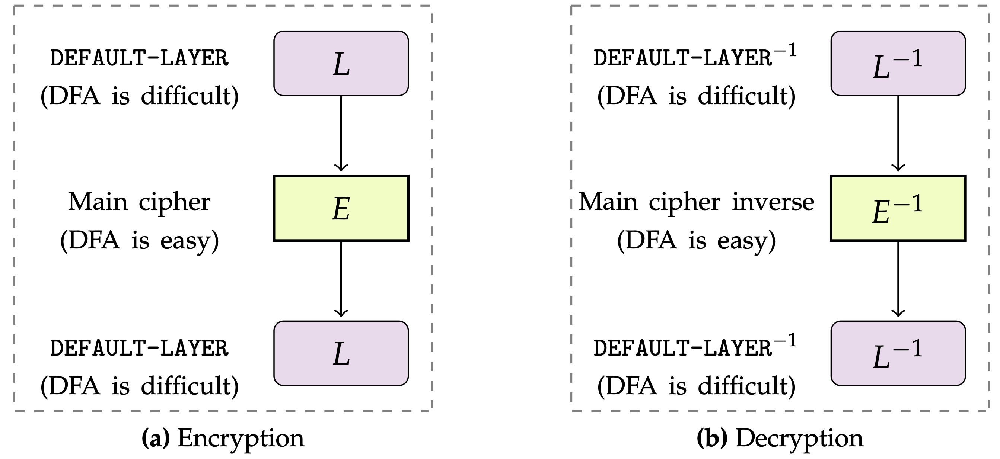 DEFAULT-LAYER
(DFA is difficult)
L
Main cipher
(DFA is easy)
E
DEFAULT-LAYER
(DFA is difficult)
L
(a) Encryption
DEFAULT-LAYER⁻¹
(DFA is difficult)
L⁻¹
Main cipher inverse
(DFA is easy)
E⁻¹
DEFAULT-LAYER⁻¹
(DFA is difficult)
L⁻¹
(b) Decryption